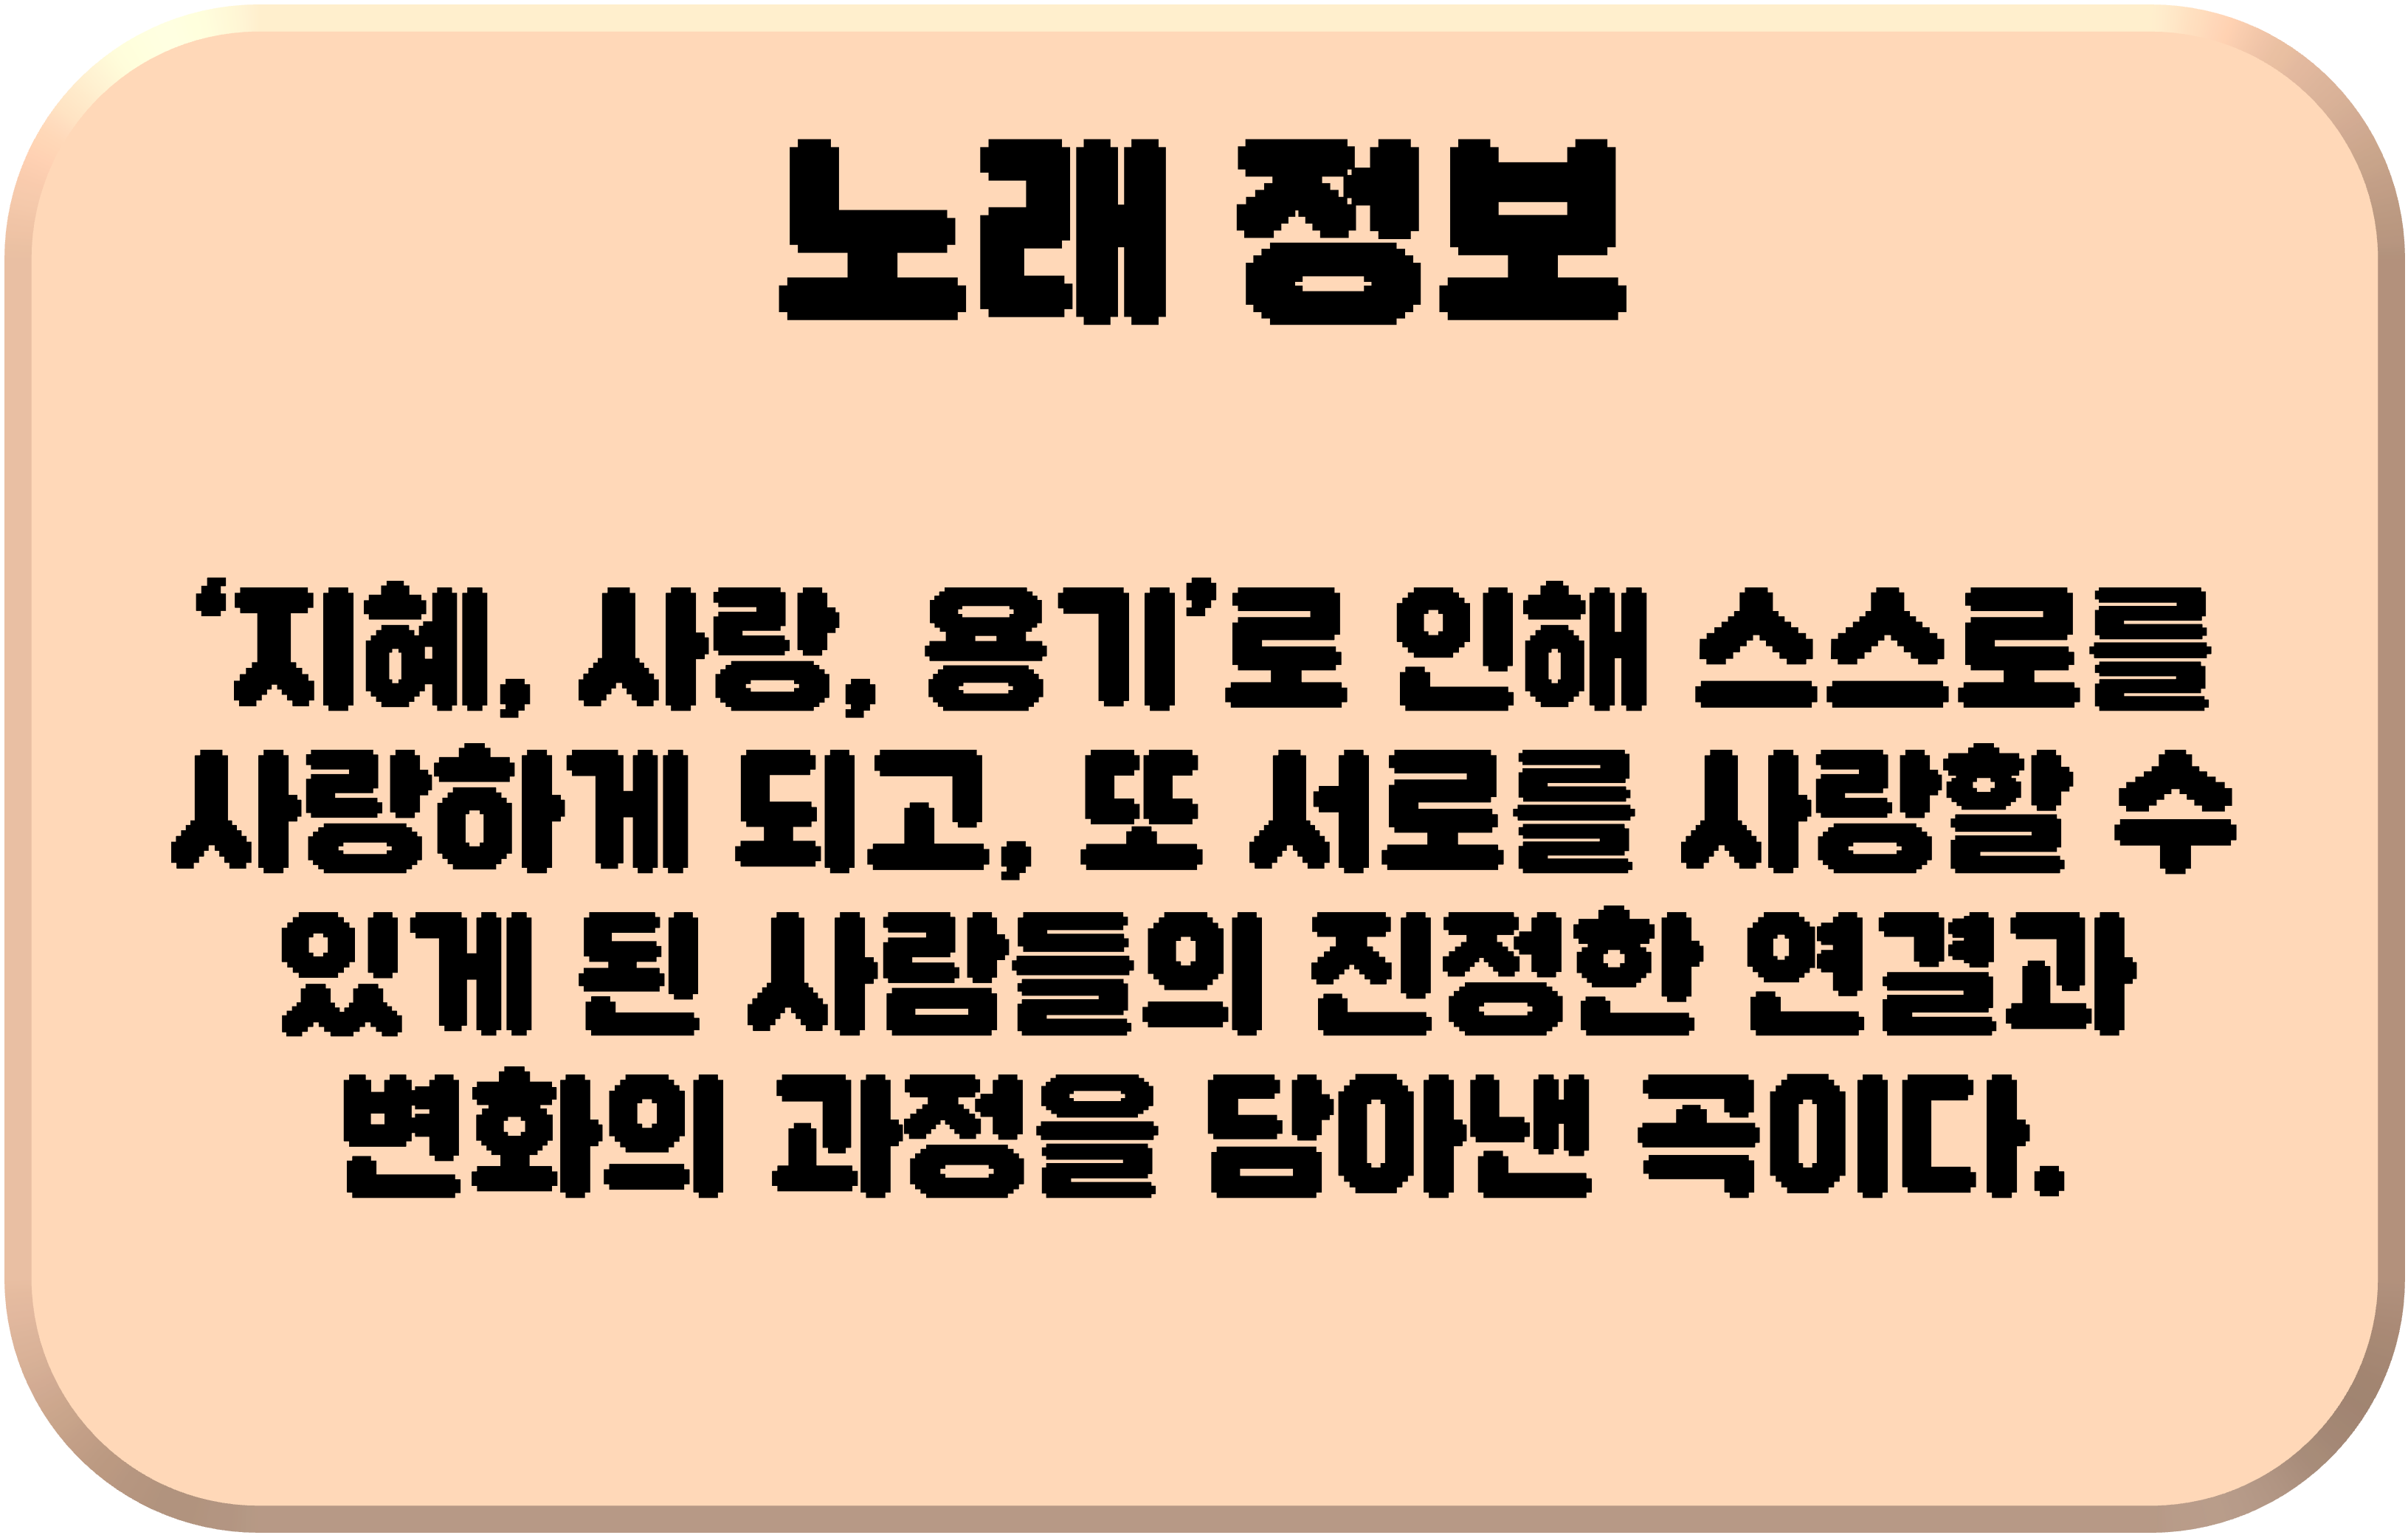 노래 정보
‘지혜, 사랑, 용기’로 인해 스스로를
사랑하게 되고, 또 서로를 사랑할 수
있게 된 사람들의 진정한 연결과
변화의 과정을 담아낸 곡이다.